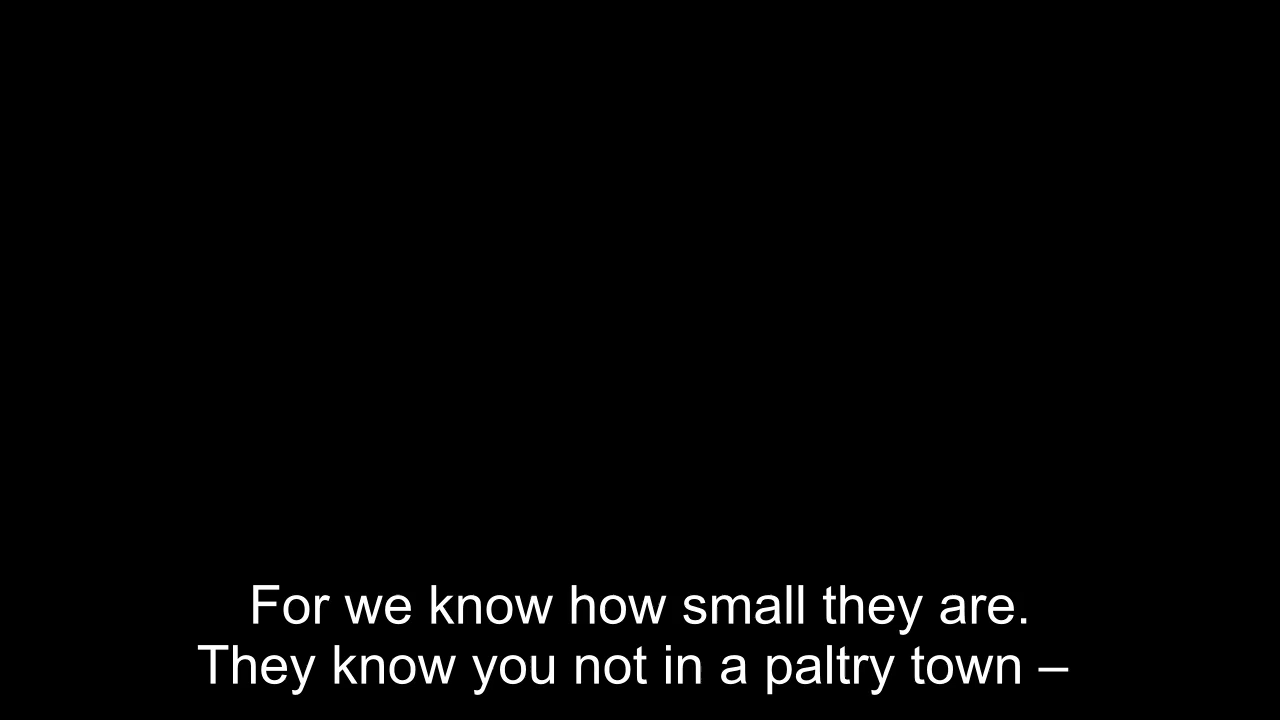 For we know how small they are.
They know you not in a paltry town –